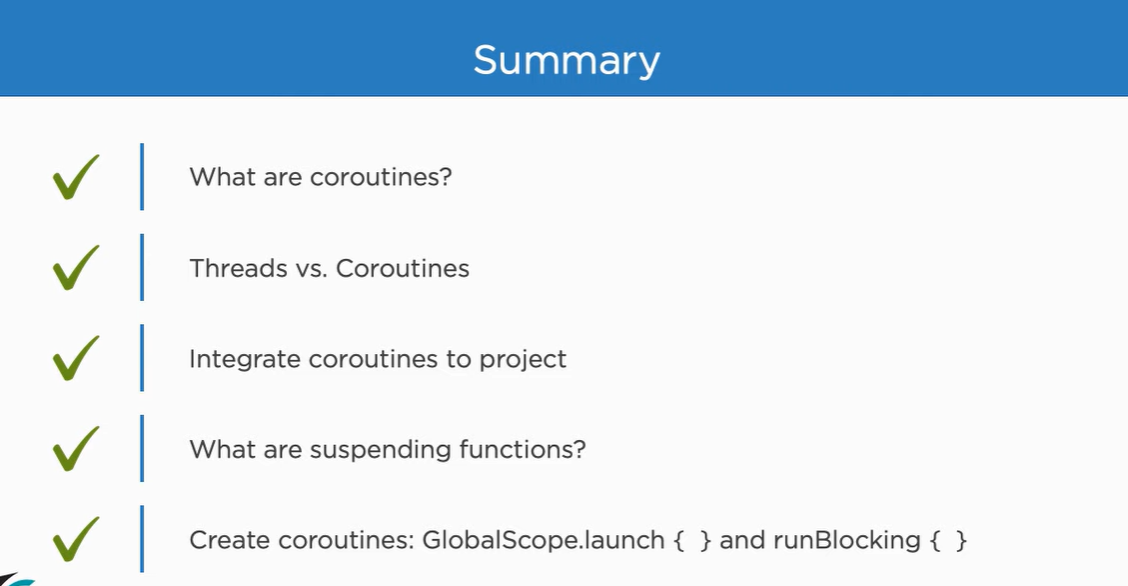 Summary
What are coroutines?
Threads vs. Coroutines
Integrate coroutines to project
What are suspending functions?
Create coroutines: GlobalScope.launch { } and runBlocking { }